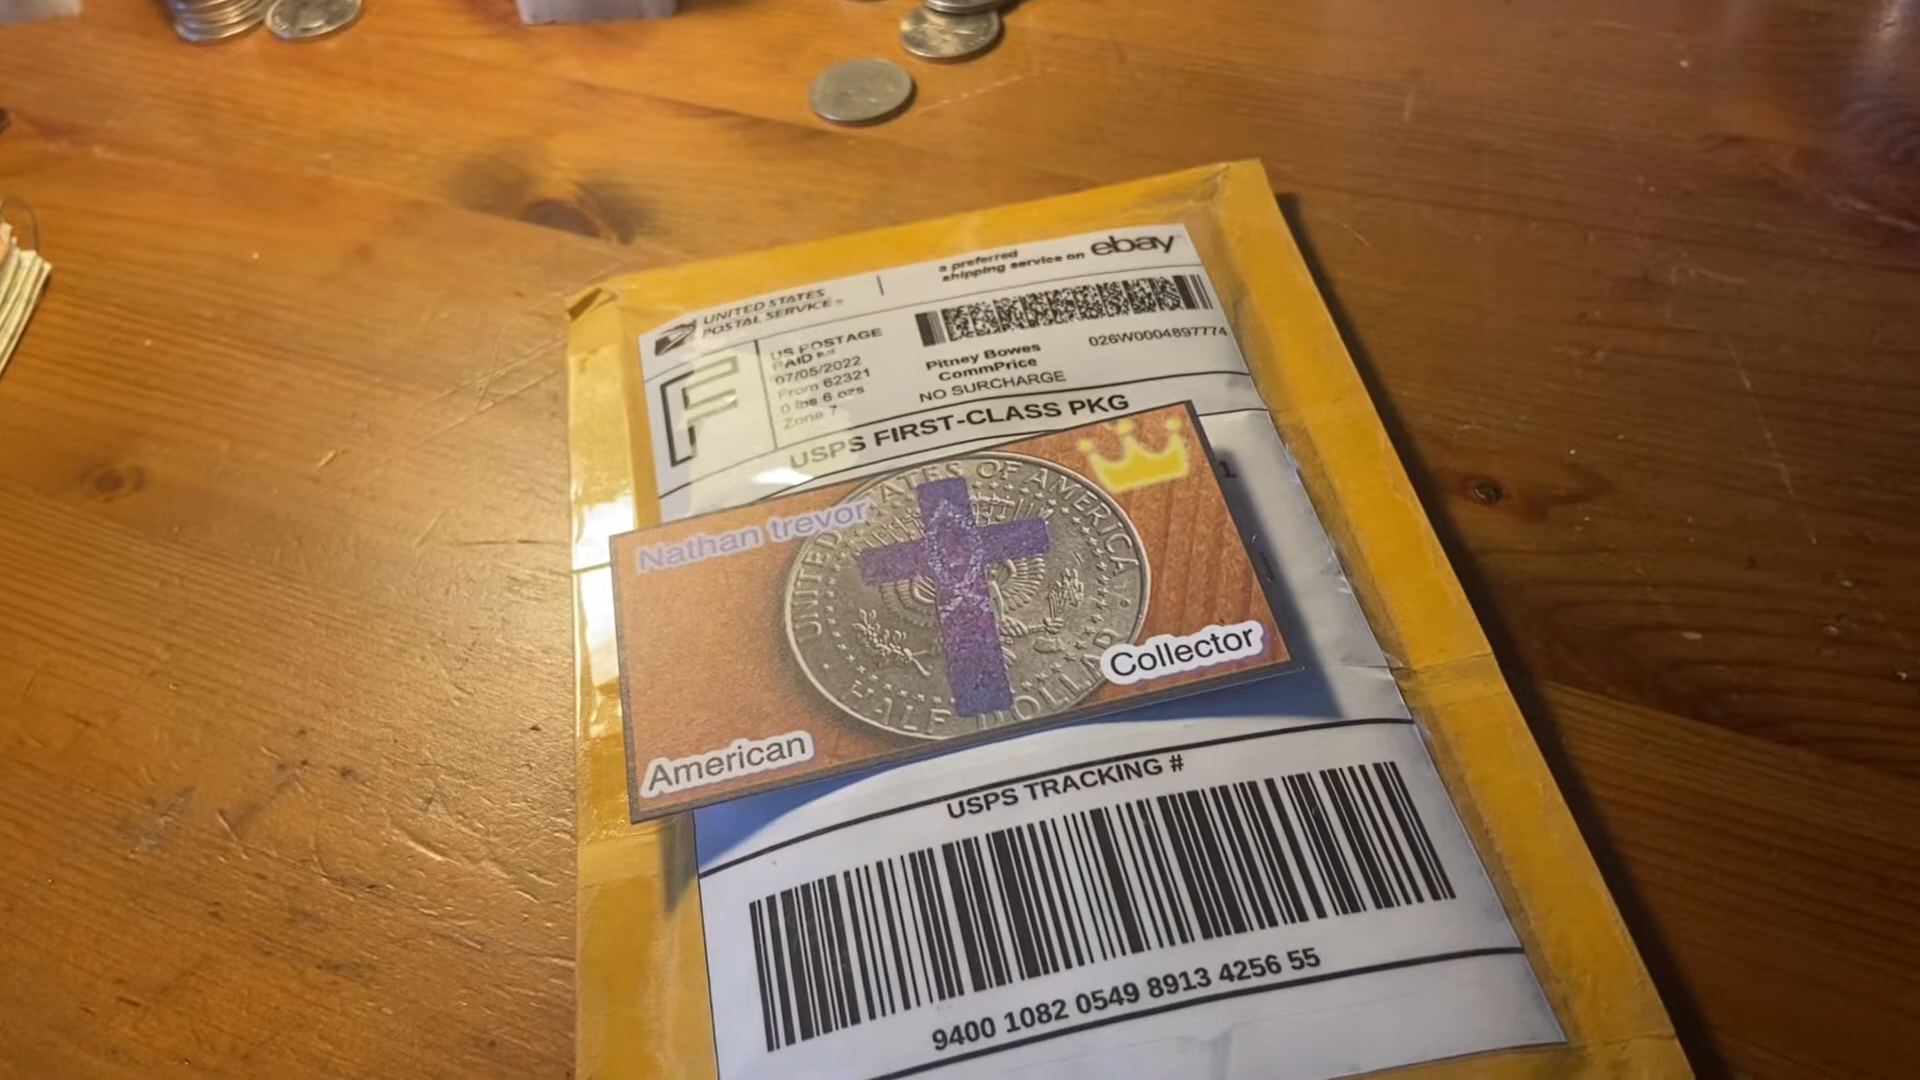 a preferred
shipping service on ebay
UNITED STATES
POSTAL SERVICE®
F
US POSTAGE
PAID
07/05/2022
From 62321
0 lbs 6 ozs
Zone 7
026W0004897774
Pitney Bowes
CommPrice
NO SURCHARGE
USPS FIRST-CLASS PKG
1
Nathan trevor
UNITED STATES OF AMERICA
HALF DOLLAR
Collector
American
USPS TRACKING #
9400 1082 0549 8913 4256 55